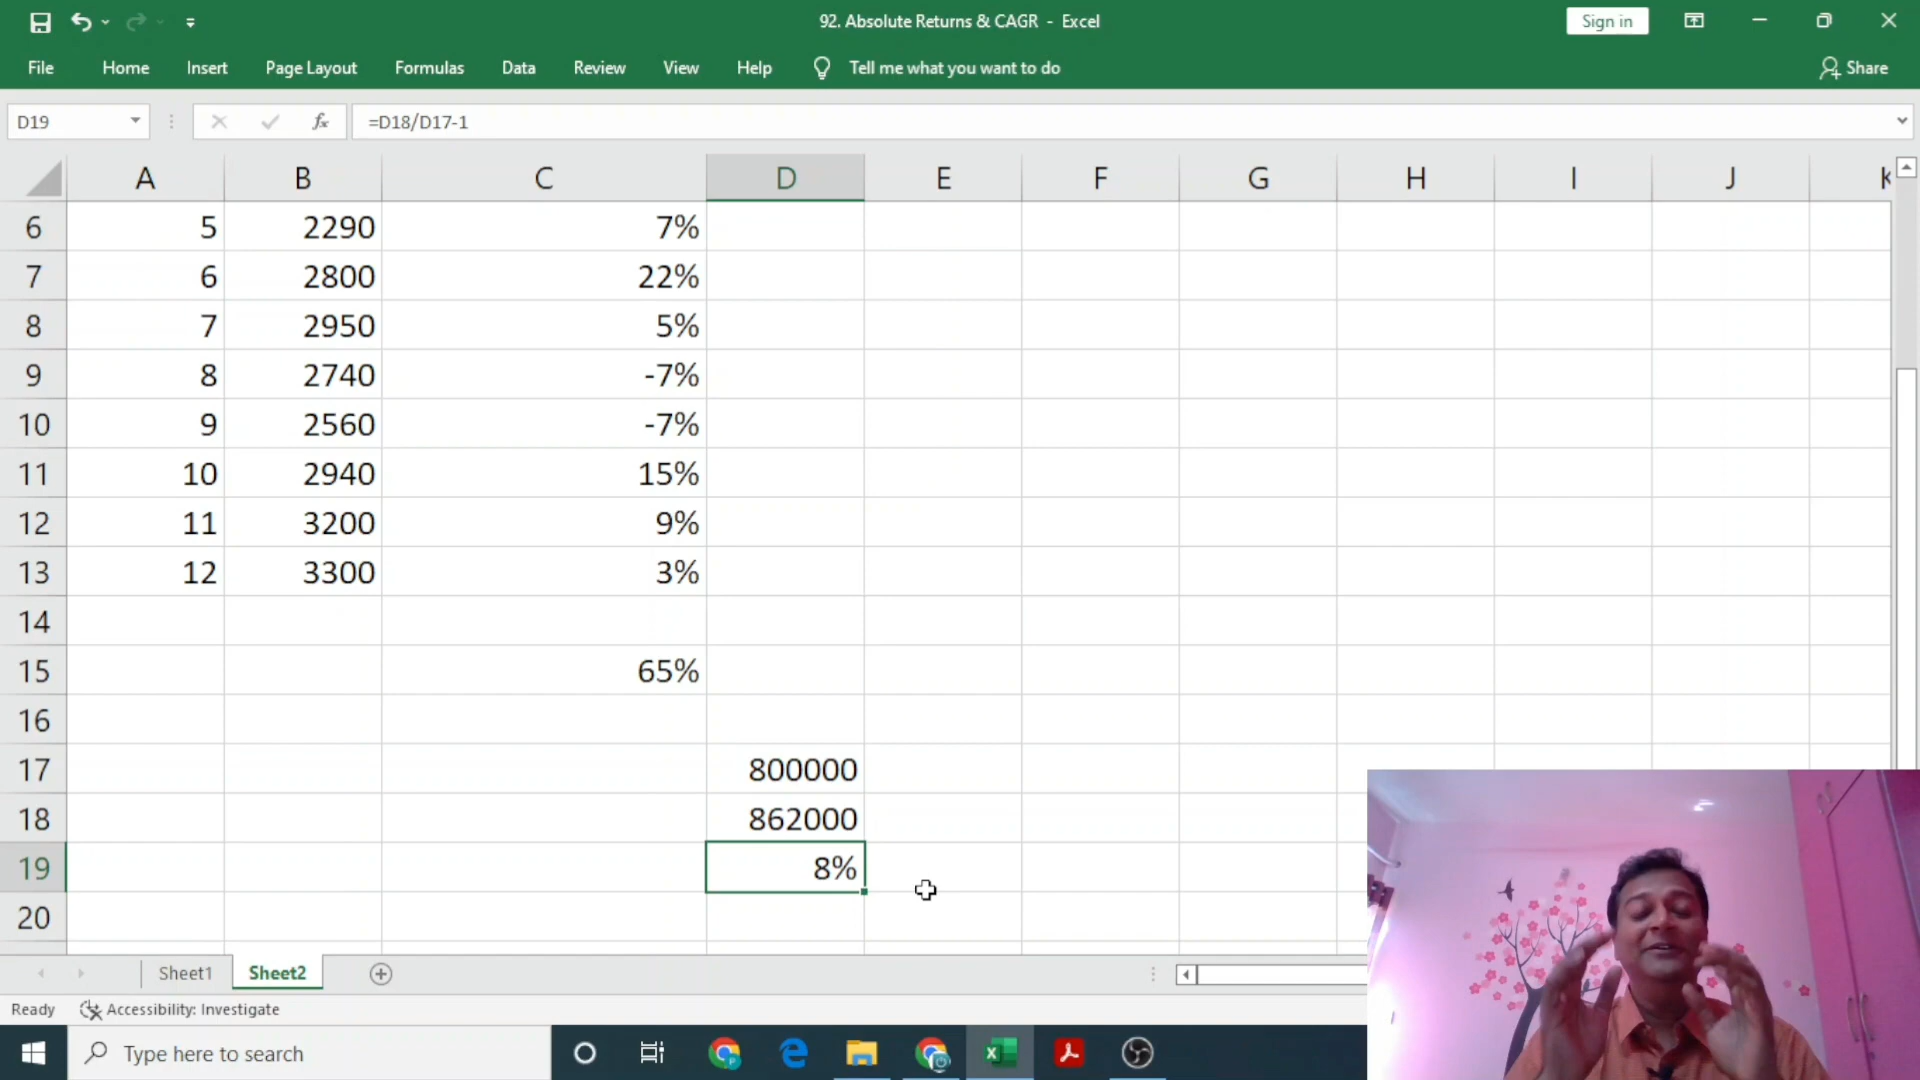 92. Absolute Returns & CAGR - Excel
Sign in
File Home Insert Page Layout Formulas Data Review View Help Tell me what you want to do Share
D19 fx =D18/D17-1
A B C D E F G H I J K
6 5 2290 7%
7 6 2800 22%
8 7 2950 5%
9 8 2740 -7%
10 9 2560 -7%
11 10 2940 15%
12 11 3200 9%
13 12 3300 3%
14
15 65%
16
17 800000
18 862000
19 8%
20
Sheet1 Sheet2
Ready Accessibility: Investigate
Type here to search